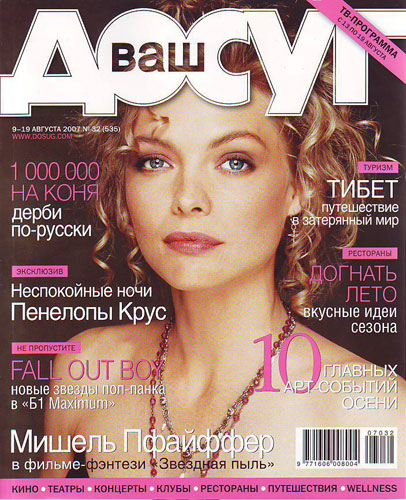 ваш
ДОСУГ
ТВ-ПРОГРАММА
С 13 ПО 19 АВГУСТА
9–19 АВГУСТА 2007 № 32 (535)
WWW.DOSUG.COM
1 000 000
НА КОНЯ
дерби
по-русски
ЭКСКЛЮЗИВ
Неспокойные ночи
Пенелопы Крус
НЕ ПРОПУСТИТЕ
FALL OUT BOY
новые звезды поп-панка
в «Б1 Maximum»
ТУРИЗМ
ТИБЕТ
путешествие
в затерянный мир
РЕСТОРАНЫ
ДОГНАТЬ
ЛЕТО
вкусные идеи
сезона
10 ГЛАВНЫХ
АРТ-СОБЫТИЙ
ОСЕНИ
Мишель Пфайффер
в фильме-фэнтези «Звездная пыль»
07032
9 771606 008004
КИНО • ТЕАТРЫ • КОНЦЕРТЫ • КЛУБЫ • РЕСТОРАНЫ • ПУТЕШЕСТВИЯ • WELLNESS